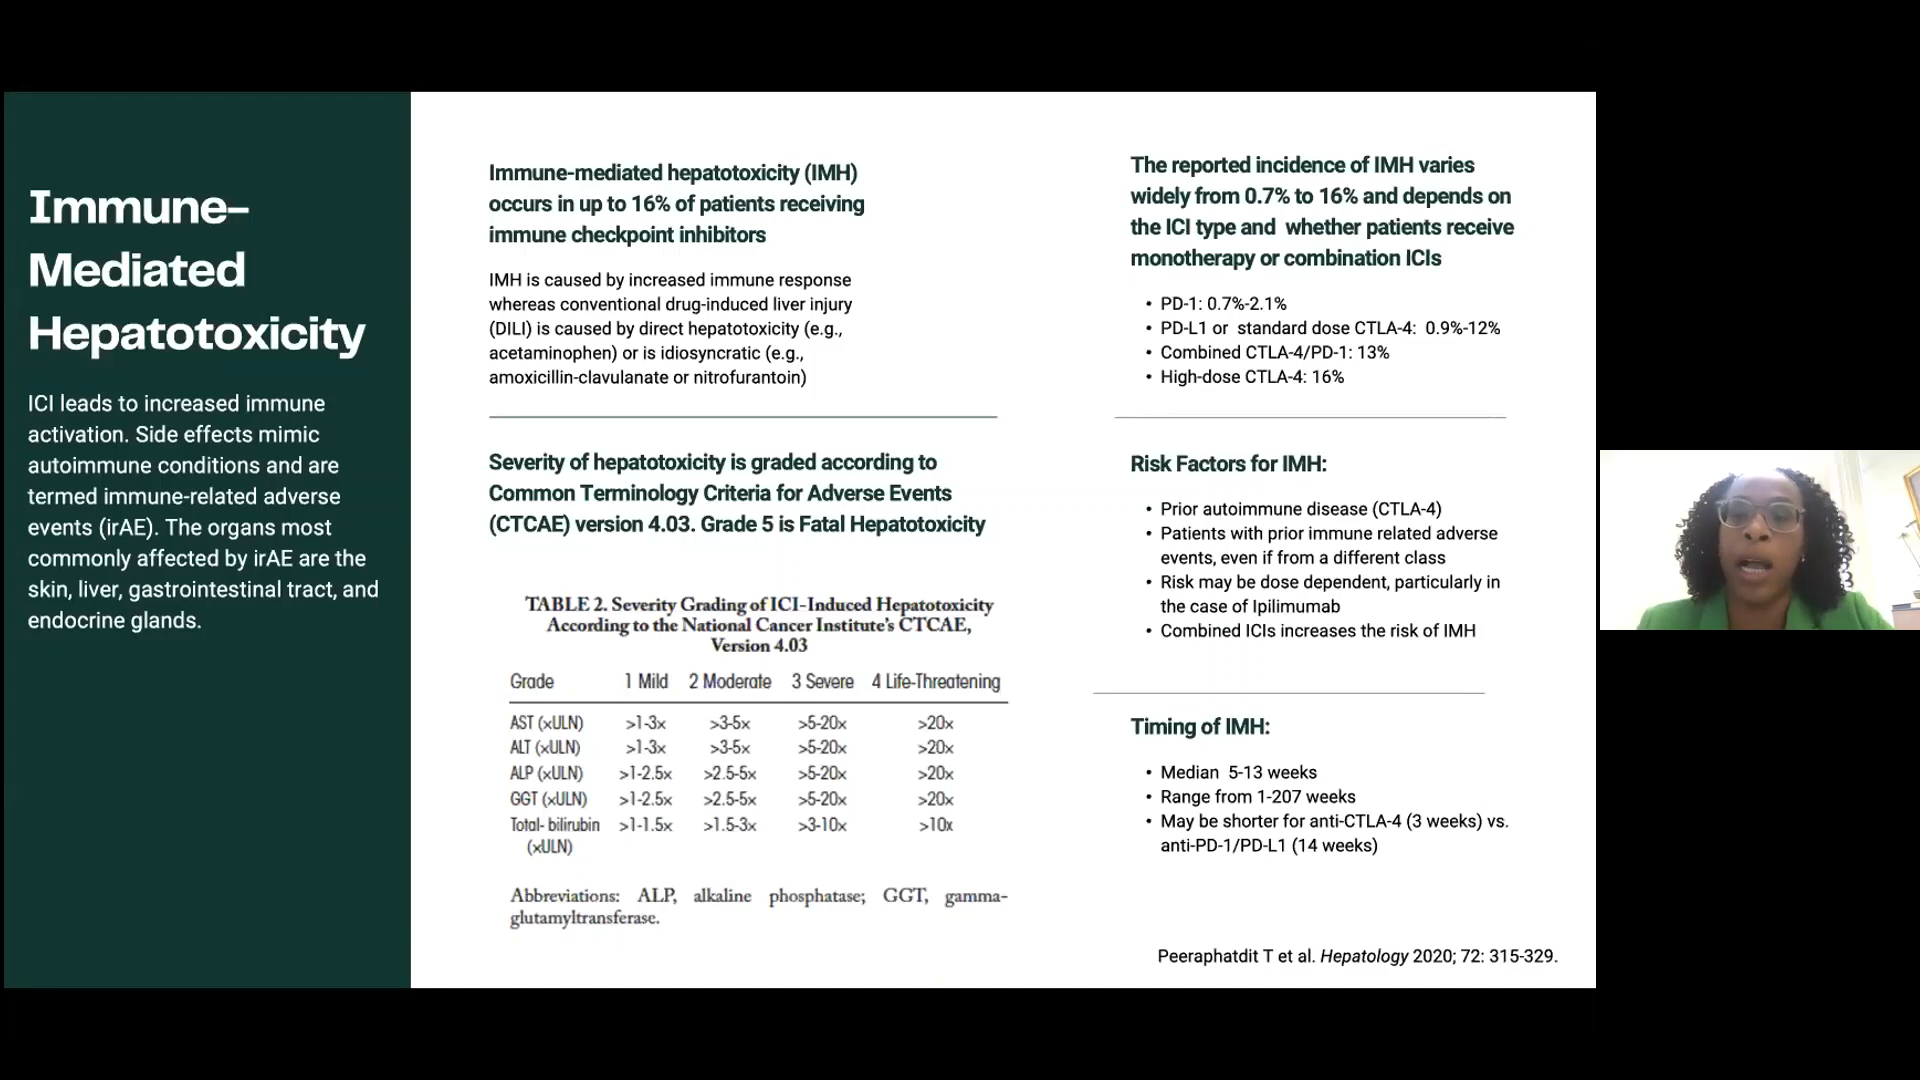 Immune-
Mediated
Hepatotoxicity
ICI leads to increased immune
activation. Side effects mimic
autoimmune conditions and are
termed immune-related adverse
events (irAE). The organs most
commonly affected by irAE are the
skin, liver, gastrointestinal tract, and
endocrine glands.
Immune-mediated hepatotoxicity (IMH)
occurs in up to 16% of patients receiving
immune checkpoint inhibitors
IMH is caused by increased immune response
whereas conventional drug-induced liver injury
(DILI) is caused by direct hepatotoxicity (e.g.,
acetaminophen) or is idiosyncratic (e.g.,
amoxicillin-clavulanate or nitrofurantoin)
Severity of hepatotoxicity is graded according to
Common Terminology Criteria for Adverse Events
(CTCAE) version 4.03. Grade 5 is Fatal Hepatotoxicity
TABLE 2. Severity Grading of ICI-Induced Hepatotoxicity
According to the National Cancer Institute's CTCAE,
Version 4.03
Grade 1 Mild 2 Moderate 3 Severe 4 Life-Threatening
AST (×ULN) >1-3x >3-5x >5-20x >20x
ALT (×ULN) >1-3x >3-5x >5-20x >20x
ALP (×ULN) >1-2.5x >2.5-5x >5-20x >20x
GGT (×ULN) >1-2.5x >2.5-5x >5-20x >20x
Total- bilirubin >1-1.5x >1.5-3x >3-10x >10x
(×ULN)
Abbreviations: ALP, alkaline phosphatase; GGT, gamma-
glutamyltransferase.
The reported incidence of IMH varies
widely from 0.7% to 16% and depends on
the ICI type and whether patients receive
monotherapy or combination ICIs
• PD-1: 0.7%-2.1%
• PD-L1 or standard dose CTLA-4: 0.9%-12%
• Combined CTLA-4/PD-1: 13%
• High-dose CTLA-4: 16%
Risk Factors for IMH:
• Prior autoimmune disease (CTLA-4)
• Patients with prior immune related adverse
events, even if from a different class
• Risk may be dose dependent, particularly in
the case of Ipilimumab
• Combined ICIs increases the risk of IMH
Timing of IMH:
• Median 5-13 weeks
• Range from 1-207 weeks
• May be shorter for anti-CTLA-4 (3 weeks) vs.
anti-PD-1/PD-L1 (14 weeks)
Peeraphatdit T et al. Hepatology 2020; 72: 315-329.